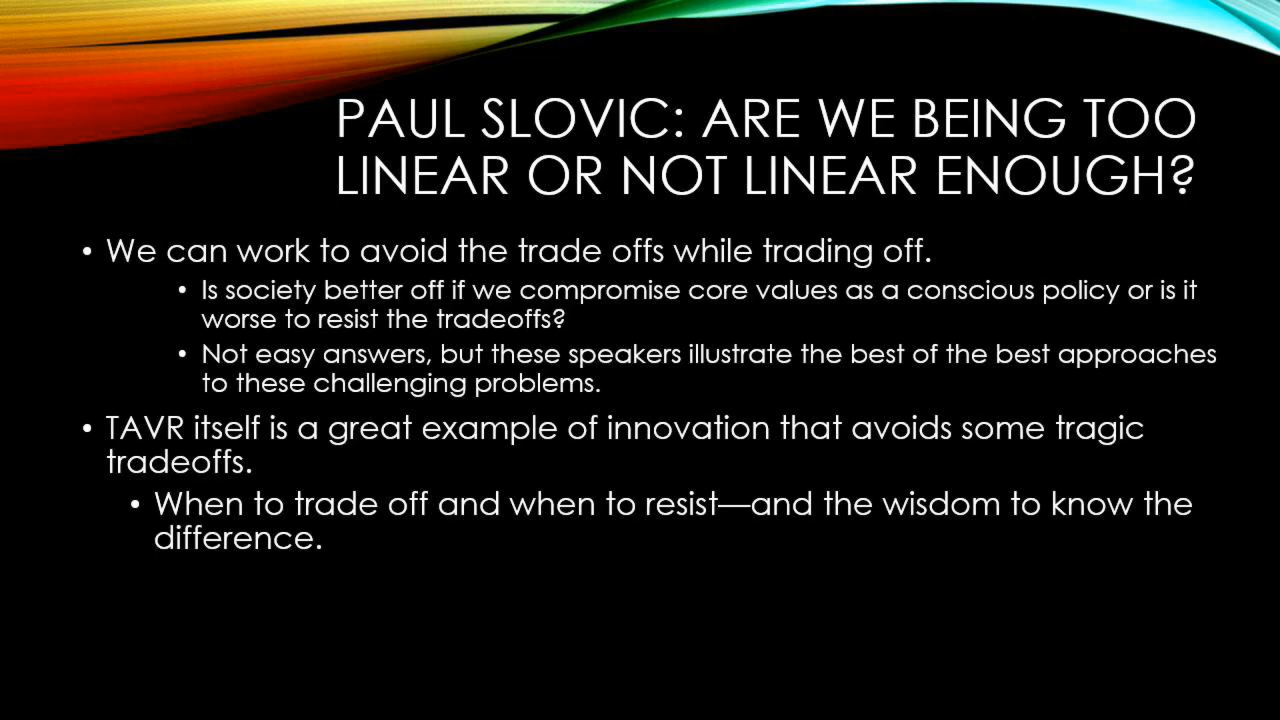 PAUL SLOVIC: ARE WE BEING TOO
LINEAR OR NOT LINEAR ENOUGH?
• We can work to avoid the trade offs while trading off.
• Is society better off if we compromise core values as a conscious policy or is it
worse to resist the tradeoffs?
• Not easy answers, but these speakers illustrate the best of the best approaches
to these challenging problems.
• TAVR itself is a great example of innovation that avoids some tragic
tradeoffs.
• When to trade off and when to resist—and the wisdom to know the
difference.